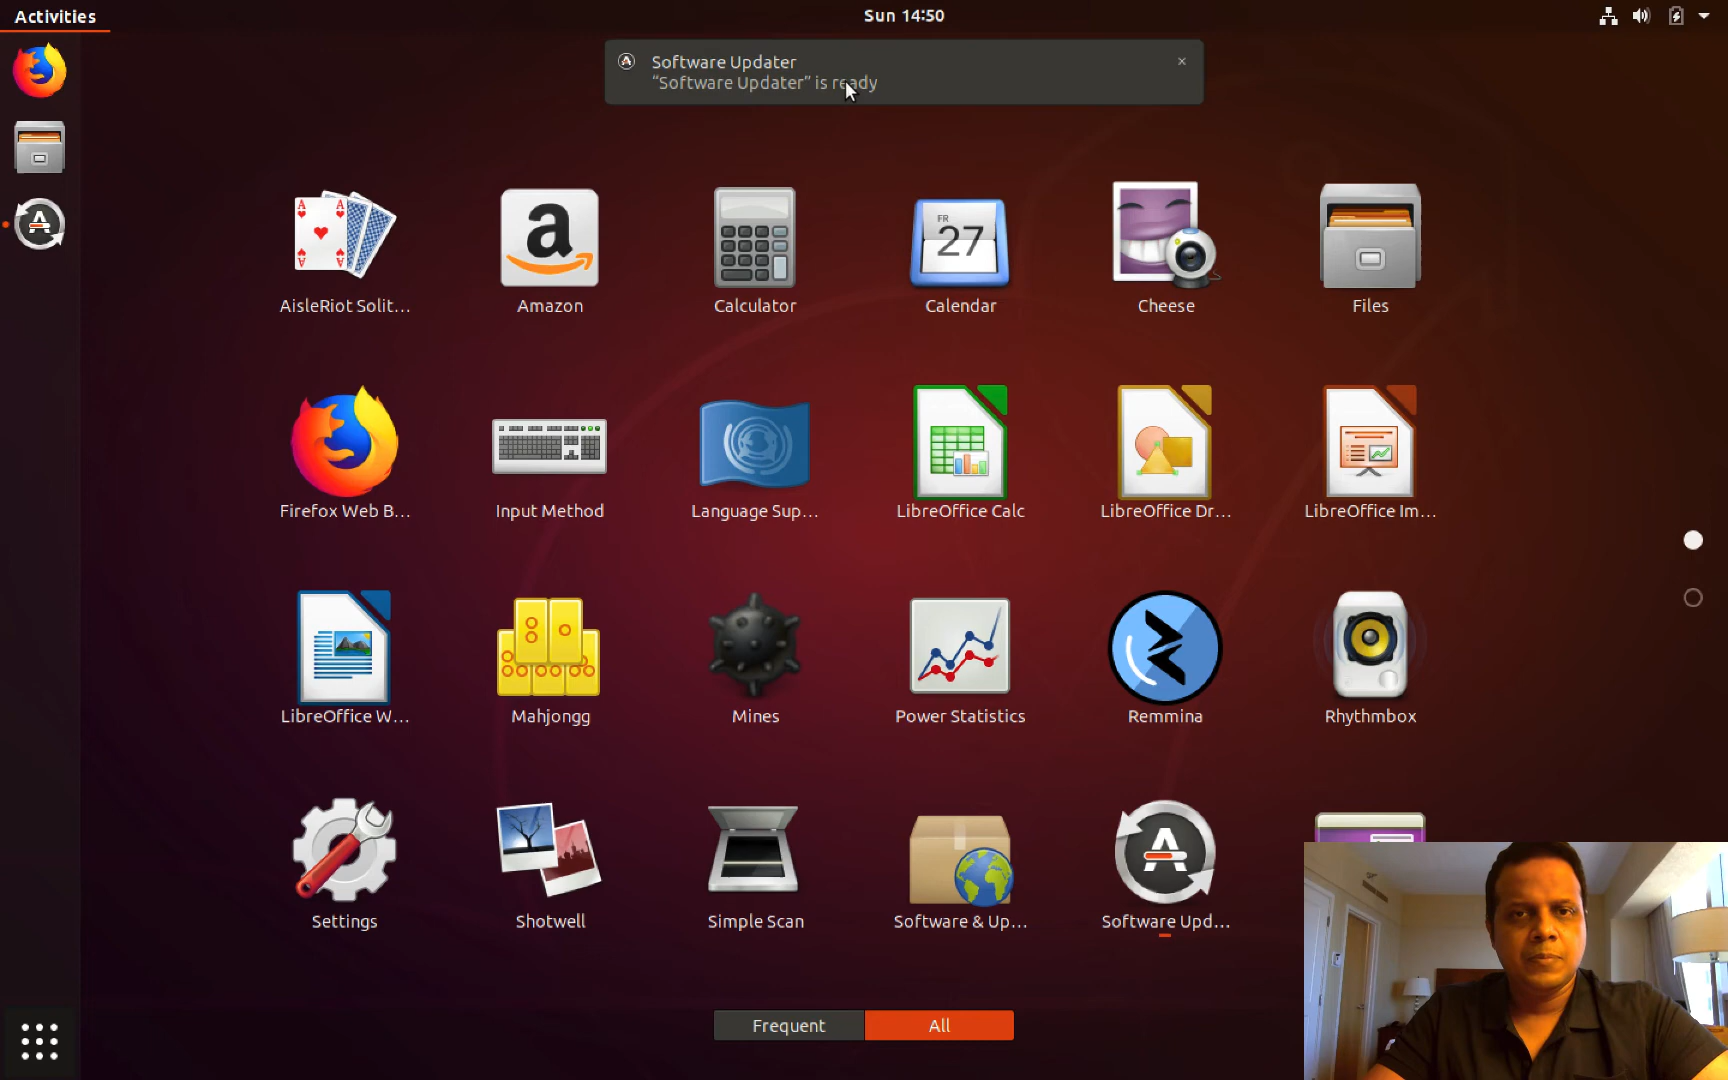 Activities
Sun 14:50
Software Updater
“Software Updater” is ready
AisleRiot Solit...
Amazon
Calculator
FR
27
Calendar
Cheese
Files
Firefox Web B...
Input Method
Language Sup...
LibreOffice Calc
LibreOffice Dr...
LibreOffice Im...
LibreOffice W...
Mahjongg
Mines
Power Statistics
Remmina
Rhythmbox
Settings
Shotwell
Simple Scan
Software & Up...
Software Upd...
Frequent
All